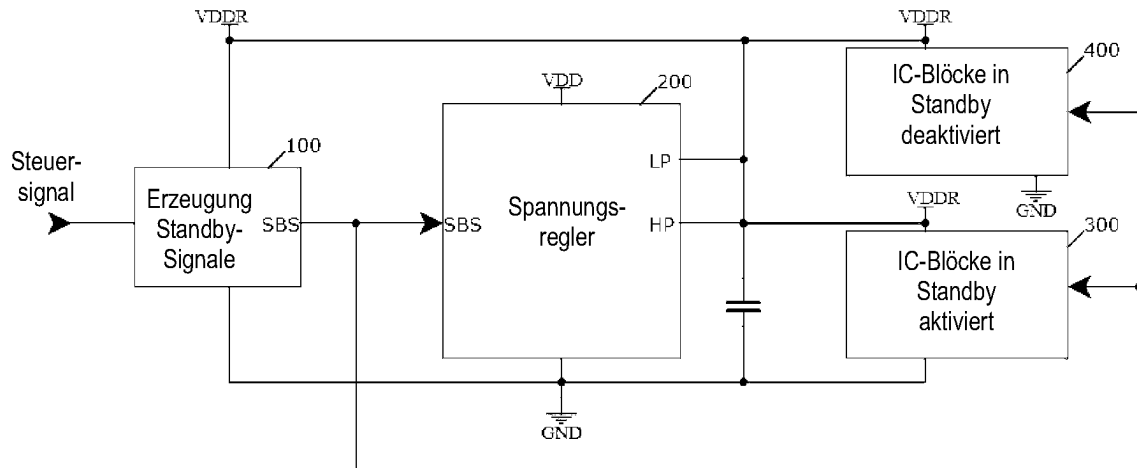 VDDR
VDDR
400
IC-Blöcke in
Standby
deaktiviert
GND
VDD
200
LP
HP
SBS
Spannungs-
regler
Steuer-
signal
100
Erzeugung
Standby-
Signale
SBS
VDDR
300
IC-Blöcke in
Standby
aktiviert
GND